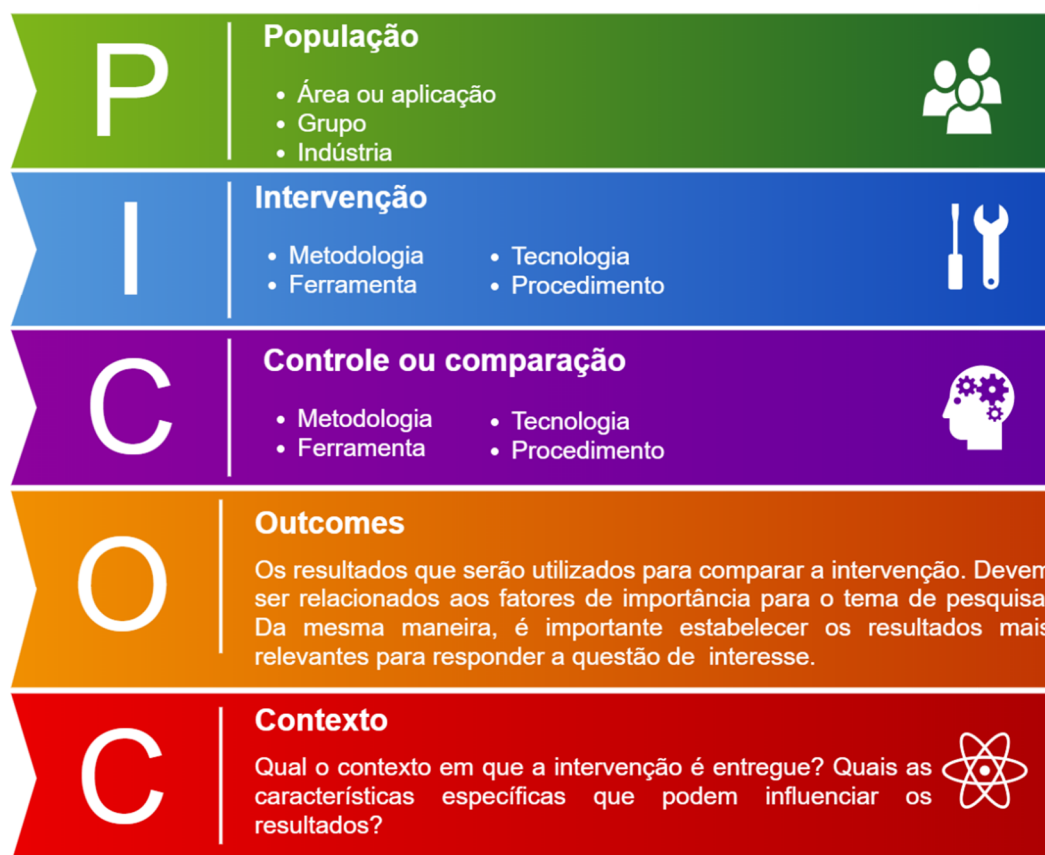 P
População
• Área ou aplicação
• Grupo
• Indústria
I
Intervenção
• Metodologia
• Ferramenta
• Tecnologia
• Procedimento
C
Controle ou comparação
• Metodologia
• Ferramenta
• Tecnologia
• Procedimento
O
Outcomes
Os resultados que serão utilizados para comparar a intervenção. Devem
ser relacionados aos fatores de importância para o tema de pesquisa.
Da mesma maneira, é importante estabelecer os resultados mais
relevantes para responder a questão de interesse.
C
Contexto
Qual o contexto em que a intervenção é entregue? Quais as
características específicas que podem influenciar os
resultados?